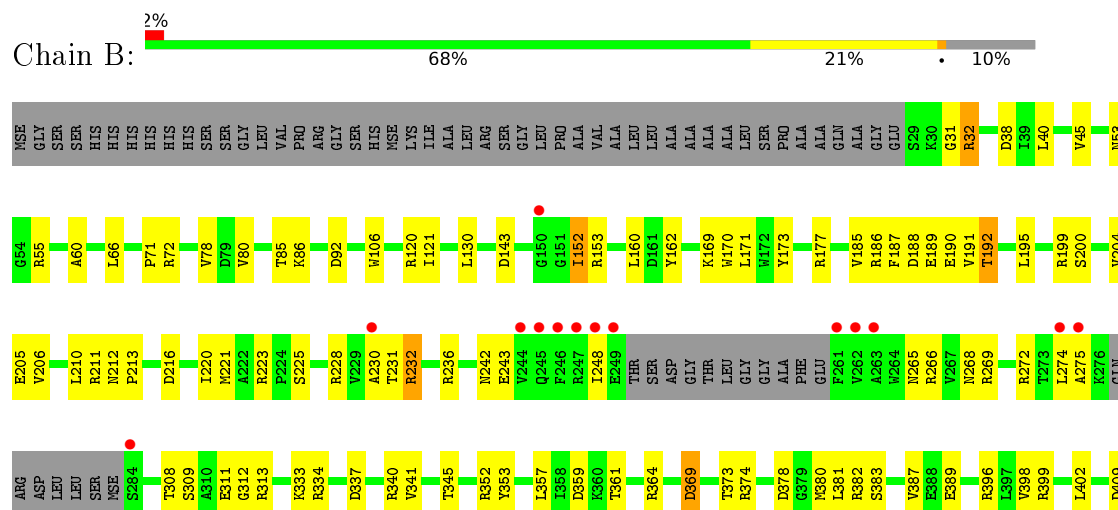 2%
Chain B:
68% 21% • 10%
MSE GLY SER SER HIS HIS HIS HIS HIS HIS SER SER GLY LEU VAL PRO ARG GLY SER HIS MSE LYS ILE ALA LEU ARG SER GLY LEU PRO ALA VAL ALA LEU LEU ALA ALA ALA ALA ALA LEU SER PRO ALA ALA GLN ALA GLY GLU S29 K30 G31 R32 D38 I39 L40 V45 N53
G54 R55 A60 L66 P71 R72 V78 D79 V80 T85 K86 D92 W106 R120 I121 L130 D143 G150 G151 I152 R153 L160 D161 Y162 K169 W170 L171 W172 Y173 R177 V185 R186 F187 D188 E189 E190 V191 T192 L195 R199 S200 V204
E205 V206 L210 R211 N212 P213 D216 I220 M221 A222 R223 P224 S225 R228 V229 A230 T231 R232 R236 N242 E243 V244 Q245 F246 R247 I248 E249 THR SER ASP GLY THR LEU GLY GLY ALA PHE GLU F261 V262 A263 W264 N265 R266 V267 N268 R269 R272 T273 L274 A275 K276 GLN
ARG ASP LEU LEU SER MSE S284 T308 S309 A310 E311 G312 R313 K333 R334 D337 R340 V341 T345 R352 Y353 L357 I358 D359 K360 T361 R364 D369 T373 R374 D378 G379 M380 L381 R382 S383 V387 E388 E389 R396 L397 V398 R399 L402